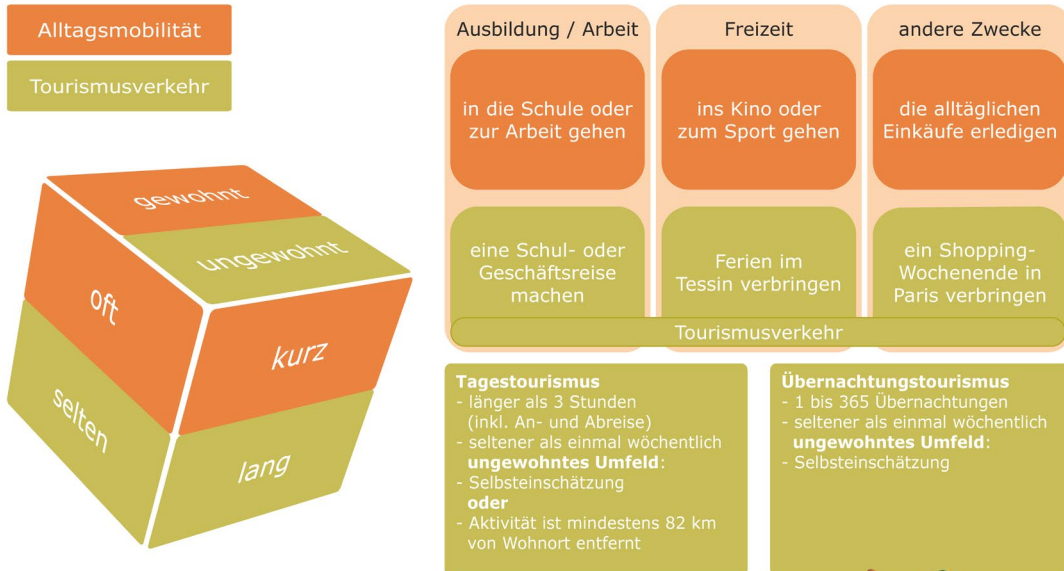 Alltagsmobilität
Tourismusverkehr
gewohnt
ungewohnt
oft
selten
kurz
lang
Ausbildung / Arbeit
in die Schule oder
zur Arbeit gehen
eine Schul- oder
Geschäftsreise
machen
Freizeit
ins Kino oder
zum Sport gehen
Ferien im
Tessin verbringen
andere Zwecke
die alltäglichen
Einkäufe erledigen
ein Shopping-
Wochenende in
Paris verbringen
Tourismusverkehr
Tagestourismus
- länger als 3 Stunden
(inkl. An- und Abreise)
- seltener als einmal wöchentlich
ungewohntes Umfeld:
- Selbsteinschätzung
oder
- Aktivität ist mindestens 82 km
von Wohnort entfernt
Übernachtungstourismus
- 1 bis 365 Übernachtungen
- seltener als einmal wöchentlich
ungewohntes Umfeld:
- Selbsteinschätzung